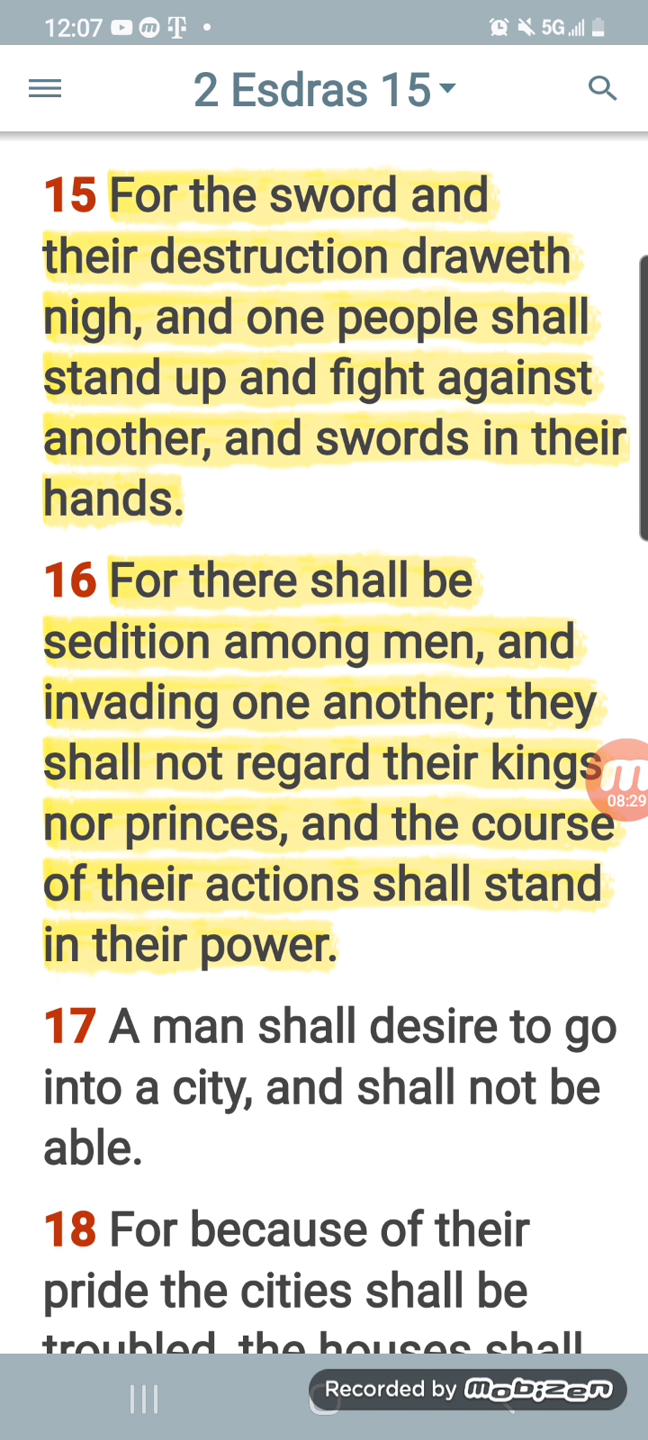 12:07
5G
2 Esdras 15
15 For the sword and
their destruction draweth
nigh, and one people shall
stand up and fight against
another, and swords in their
hands.
16 For there shall be
sedition among men, and
invading one another; they
shall not regard their kings
nor princes, and the course
of their actions shall stand
in their power.
08:29
17 A man shall desire to go
into a city, and shall not be
able.
18 For because of their
pride the cities shall be
troubled, the houses shall
Recorded by Mobizen